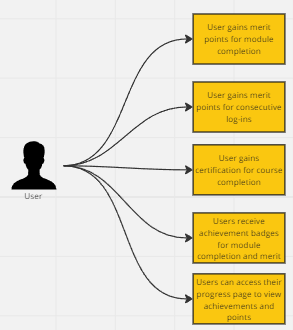 User gains merit
points for module
completion
User gains merit
points for consecutive
log-ins
User gains
certification for course
completion
User
Users receive
achievement badges
for module
completion and merit
Users can access their
progress page to view
achievements and
points